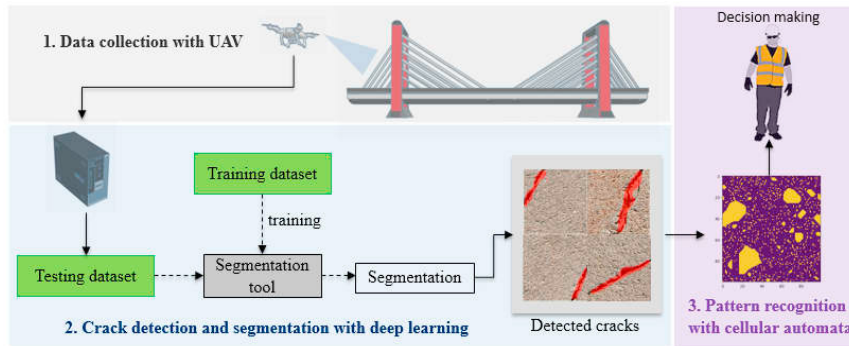 1. Data collection with UAV
Decision making
Training dataset
training
Testing dataset
Segmentation
tool
Segmentation
2. Crack detection and segmentation with deep learning
Detected cracks
3. Pattern recognition
with cellular automata